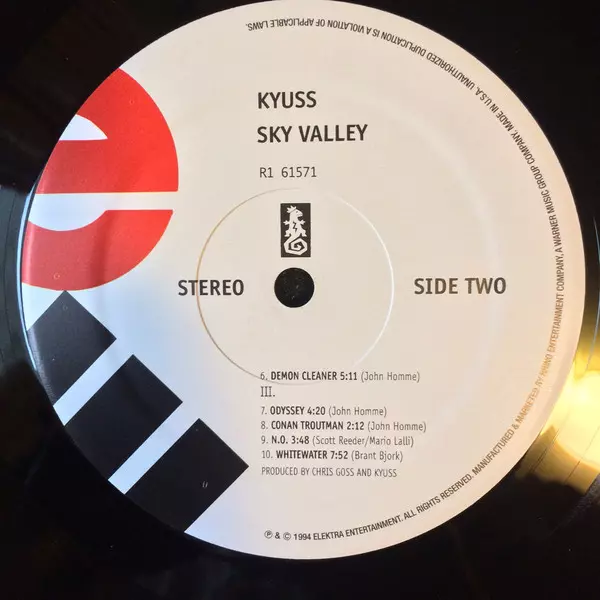 KYUSS
SKY VALLEY
R1 61571
STEREO
SIDE TWO
6. DEMON CLEANER 5:11 (John Homme)
III.
7. ODYSSEY 4:20 (John Homme)
8. CONAN TROUTMAN 2:12 (John Homme)
9. N.O. 3:48 (Scott Reeder/Mario Lalli)
10. WHITEWATER 7:52 (Brant Bjork)
PRODUCED BY CHRIS GOSS AND KYUSS
℗ & © 1994 ELEKTRA ENTERTAINMENT. ALL RIGHTS RESERVED. MANUFACTURED & MARKETED BY RHINO ENTERTAINMENT COMPANY, A WARNER MUSIC GROUP COMPANY. MADE IN U.S.A. UNAUTHORIZED DUPLICATION IS A VIOLATION OF APPLICABLE LAWS.